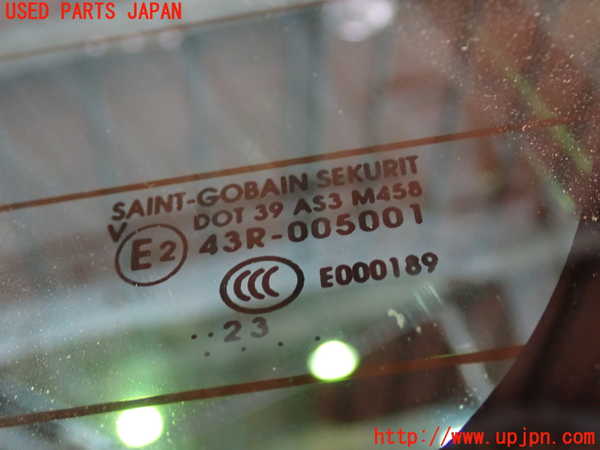 USED PARTS JAPAN
SAINT-GOBAIN SEKURIT
V DOT 39 AS3 M458
E2 43R-005001
CCC E000189
..23
http://www.upjpn.com/